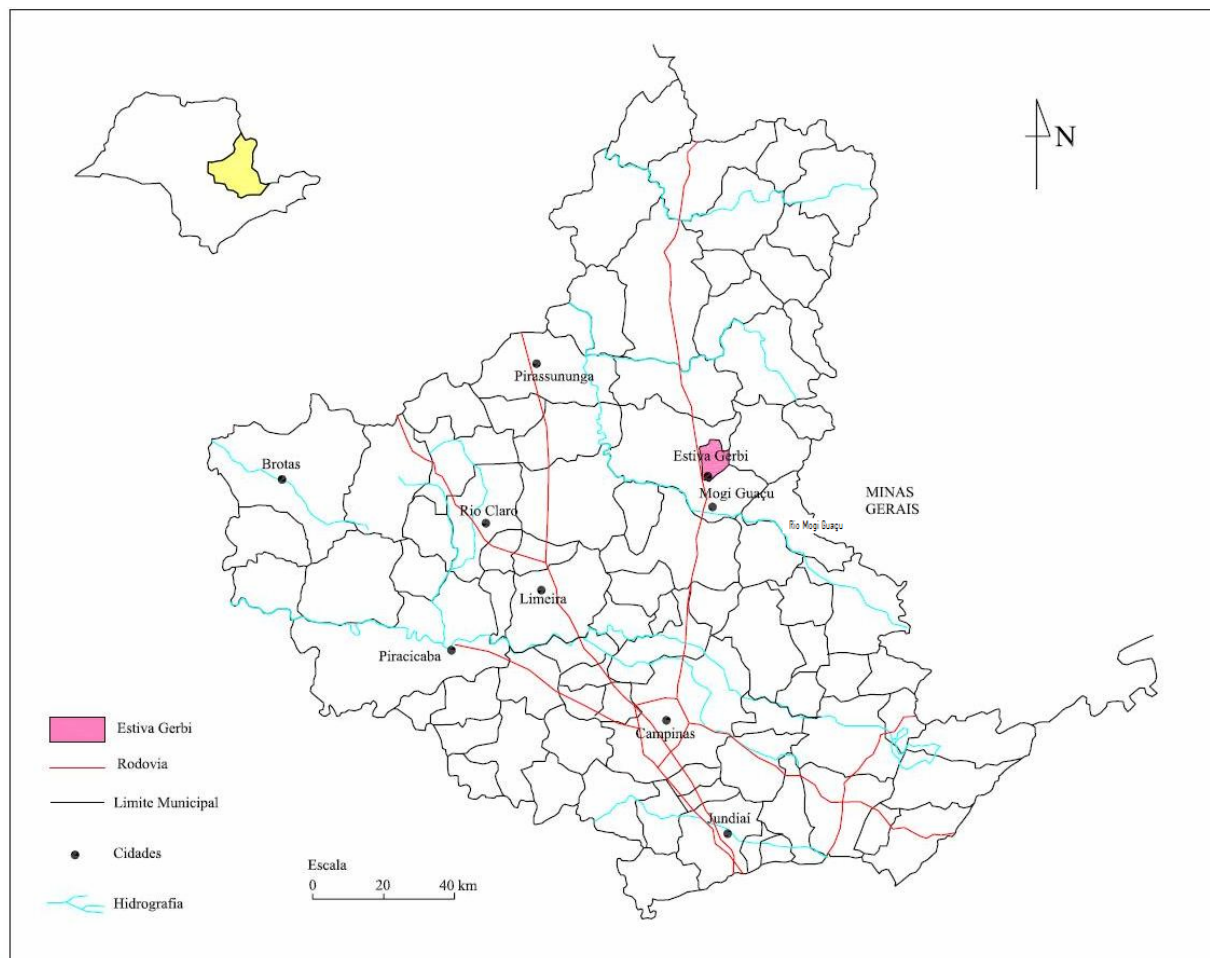 N
Pirassununga
Estiva Gerbi
Brotas
Mogi Guaçu
MINAS
GERAIS
Rio Claro
Rio Mogi Guaçu
Limeira
Piracicaba
Campinas
Jundiaí
Estiva Gerbi
Rodovia
Limite Municipal
Cidades
Hidrografia
Escala
0 20 40 km